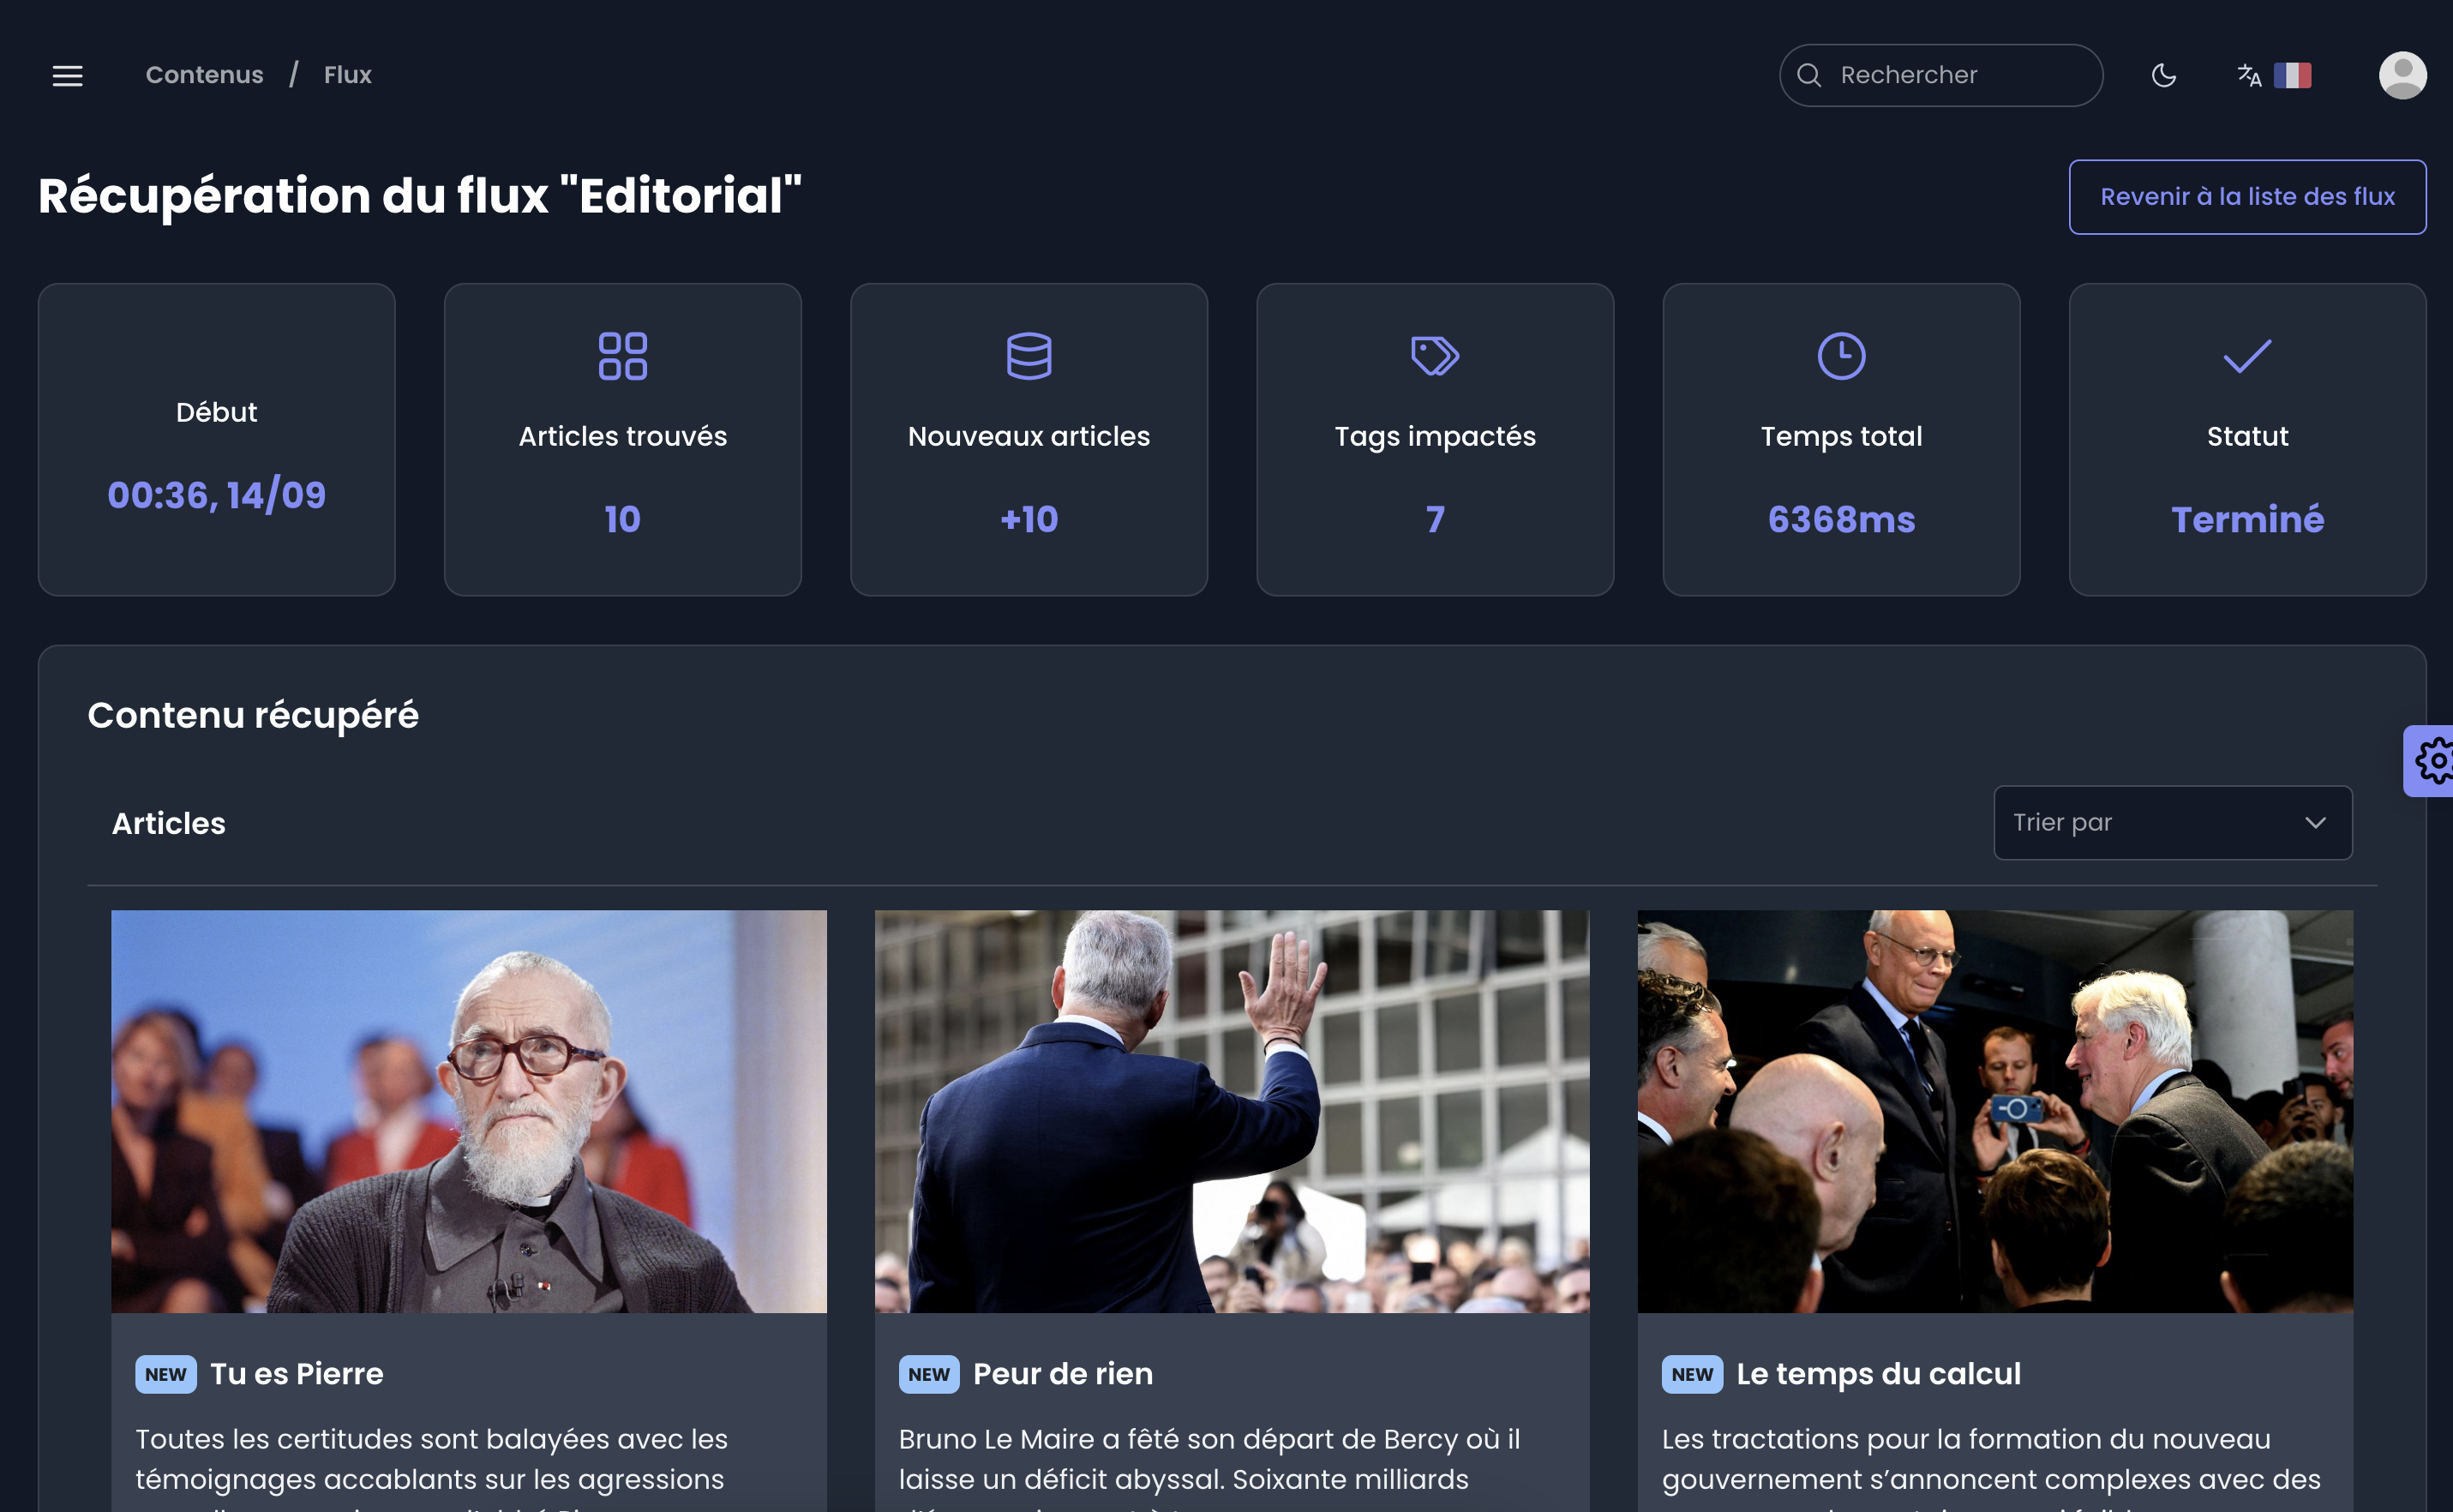 Contenus / Flux
Rechercher
Récupération du flux "Editorial"
Revenir à la liste des flux
Début
00:36, 14/09
Articles trouvés
10
Nouveaux articles
+10
Tags impactés
7
Temps total
6368ms
Statut
Terminé
Contenu récupéré
Articles
Trier par
NEW Tu es Pierre
Toutes les certitudes sont balayées avec les
témoignages accablants sur les agressions
NEW Peur de rien
Bruno Le Maire a fêté son départ de Bercy où il
laisse un déficit abyssal. Soixante milliards
NEW Le temps du calcul
Les tractations pour la formation du nouveau
gouvernement s’annoncent complexes avec des